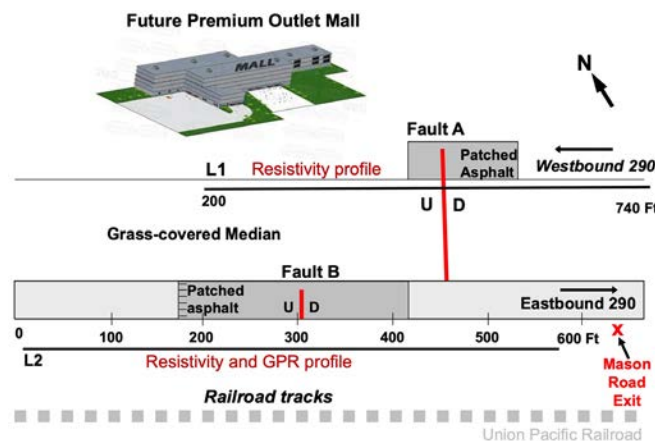 Future Premium Outlet Mall
MALL
N
Fault A
Patched
Asphalt
Westbound 290
L1
Resistivity profile
200
U D
740 Ft
Grass-covered Median
Fault B
Patched
asphalt
U D
Eastbound 290
0 100 200 300 400 500 600 Ft
X
L2
Resistivity and GPR profile
Mason
Road
Exit
Railroad tracks
Union Pacific Railroad